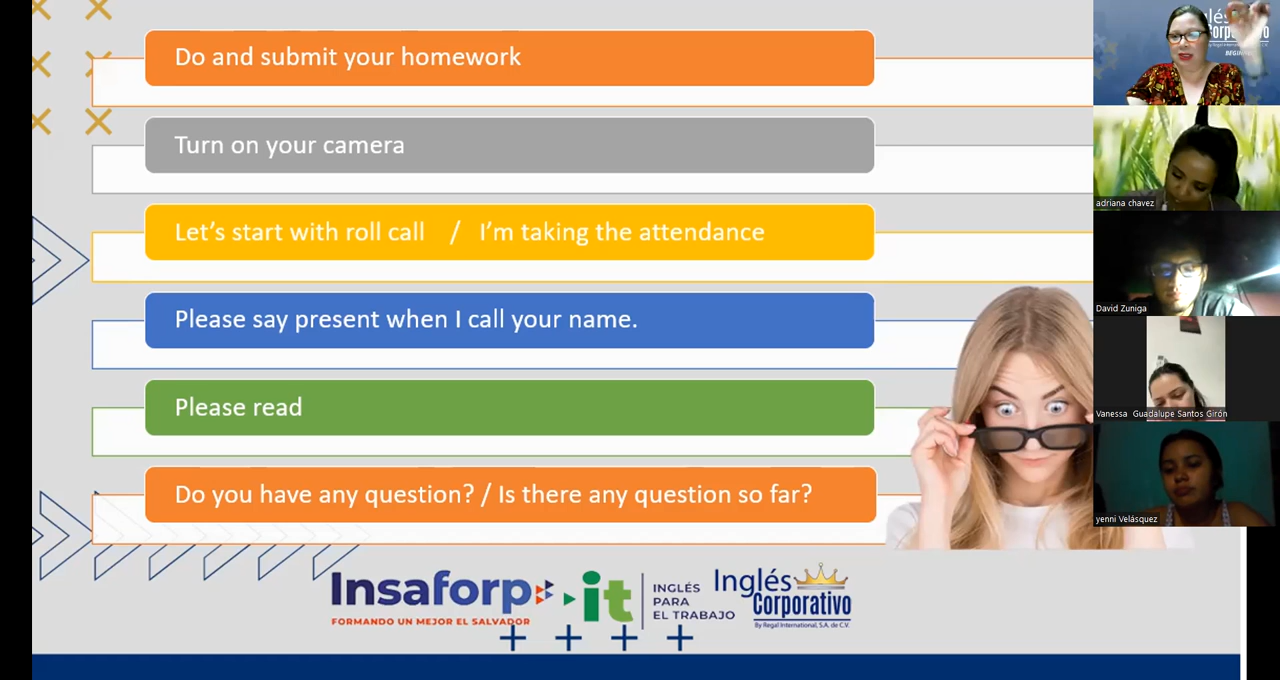 Do and submit your homework
Turn on your camera
Let's start with roll call / I'm taking the attendance
Please say present when I call your name.
Please read
Do you have any question? / Is there any question so far?
Insaforp
FORMANDO UN MEJOR EL SALVADOR
it
INGLÉS
PARA
EL TRABAJO
Inglés
Corporativo
By Regal International, S.A. de C.V.
adriana chavez
David Zuniga
Vanessa Guadalupe Santos Girón
yenni Velásquez